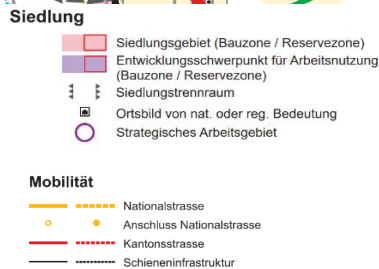 Siedlung
Siedlungsgebiet (Bauzone / Reservezone)
Entwicklungsschwerpunkt für Arbeitsnutzung
(Bauzone / Reservezone)
Siedlungstrennraum
Ortsbild von nat. oder reg. Bedeutung
Strategisches Arbeitsgebiet
Mobilität
Nationalstrasse
Anschluss Nationalstrasse
Kantonsstrasse
Schieneninfrastruktur